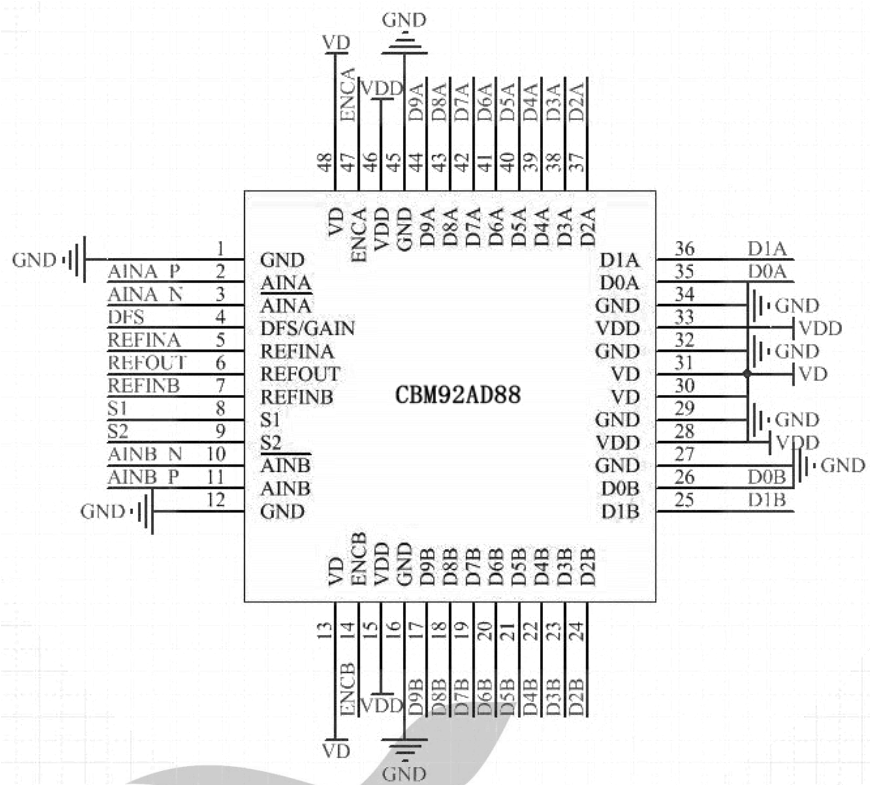 GND
VD
ENCA
VDD
D9A
D8A
D7A
D6A
D5A
D4A
D3A
D2A
48
47
46
45
44
43
42
41
40
39
38
37
VD
ENCA
VDD
GND
D9A
D8A
D7A
D6A
D5A
D4A
D3A
D2A
GND 1 GND
AINA P 2 AINA
AINA N 3 AINA
DFS 4 DFS/GAIN
REFINA 5 REFINA
REFOUT 6 REFOUT
REFINB 7 REFINB
S1 8 S1
S2 9 S2
AINB N 10 AINB
AINB P 11 AINB
GND 12 GND
CBM92AD88
D1A 36 D1A
D0A 35 D0A
GND 34 GND
VDD 33 VDD
GND 32 GND
VD 31 VD
VD 30
GND 29 GND
VDD 28 VDD
GND 27 GND
D0B 26 D0B
D1B 25 D1B
VD
ENCB
VDD
GND
D9B
D8B
D7B
D6B
D5B
D4B
D3B
D2B
13
14
15
16
17
18
19
20
21
22
23
24
ENCB
VDD
D9B
D8B
D7B
D6B
D5B
D4B
D3B
D2B
VD
GND